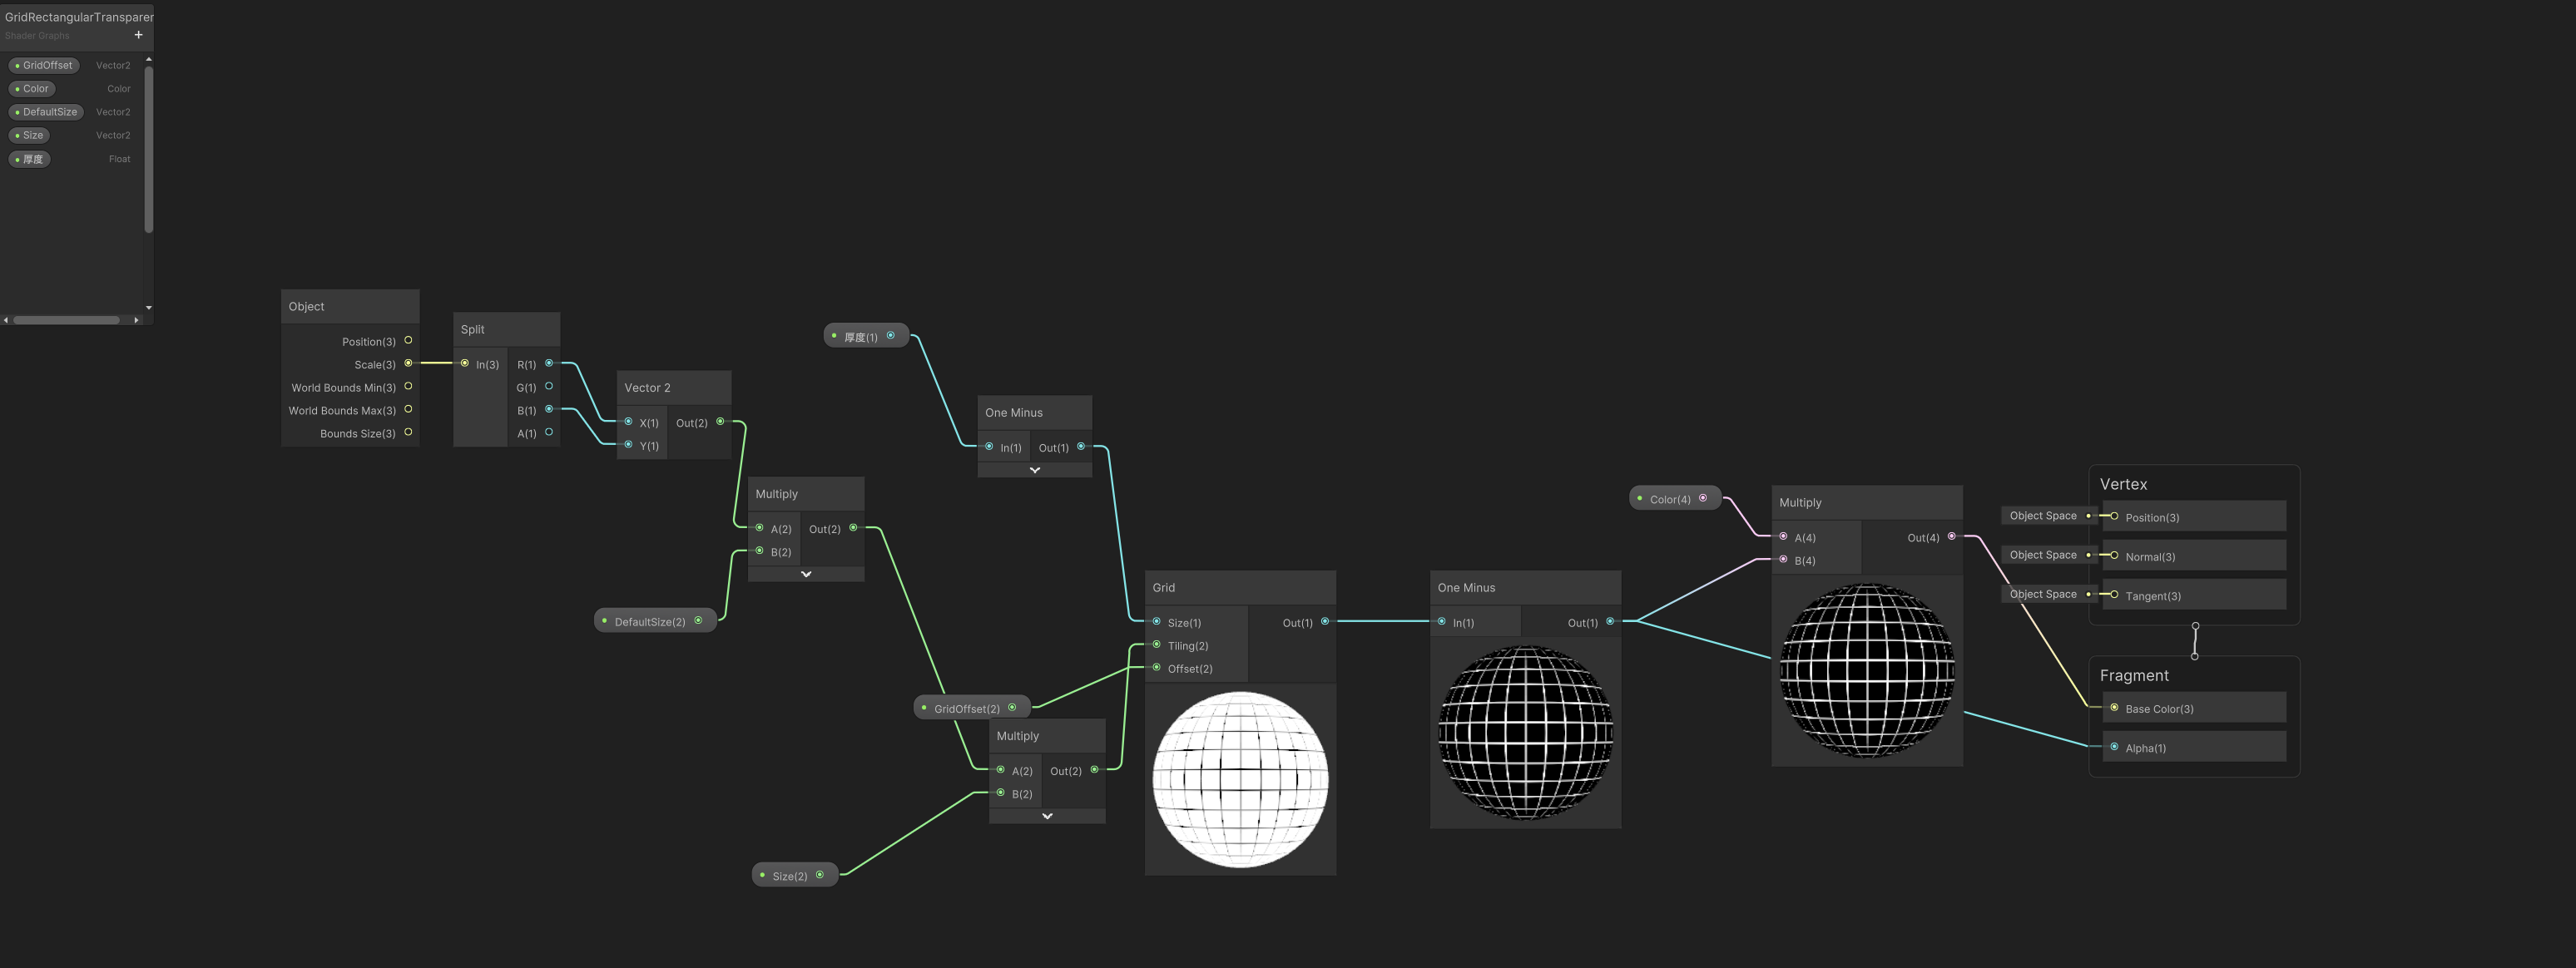 GridRectangularTransparen
Shader Graphs
+
GridOffset Vector2
Color Color
DefaultSize Vector2
Size Vector2
厚度 Float
Object
Position(3)
Scale(3)
World Bounds Min(3)
World Bounds Max(3)
Bounds Size(3)
Split
In(3) R(1)
G(1)
B(1)
A(1)
Vector 2
X(1) Out(2)
Y(1)
Multiply
A(2) Out(2)
B(2)
DefaultSize(2)
厚度(1)
One Minus
In(1) Out(1)
GridOffset(2)
Multiply
A(2) Out(2)
B(2)
Size(2)
Grid
Size(1) Out(1)
Tiling(2)
Offset(2)
One Minus
In(1) Out(1)
Color(4)
Multiply
A(4) Out(4)
B(4)
Vertex
Object Space Position(3)
Object Space Normal(3)
Object Space Tangent(3)
Fragment
Base Color(3)
Alpha(1)